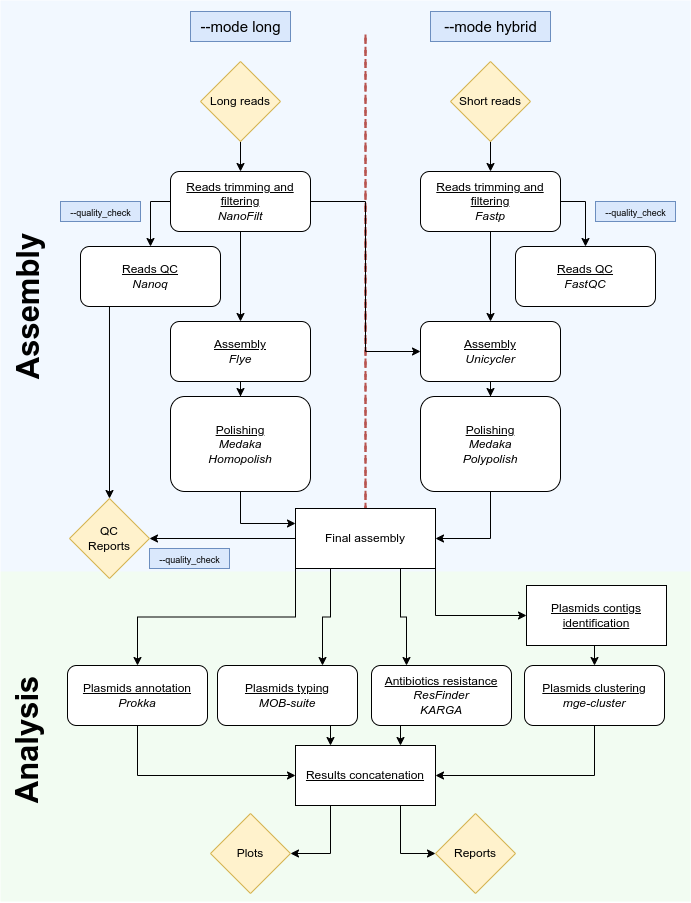 --mode long
--mode hybrid
Long reads
Short reads
Reads trimming and
filtering
NanoFilt
Reads trimming and
filtering
Fastp
--quality_check
--quality_check
Reads QC
Nanoq
Reads QC
FastQC
Assembly
Assembly
Flye
Assembly
Unicycler
Polishing
Medaka
Homopolish
Polishing
Medaka
Polypolish
QC
Reports
Final assembly
--quality_check
Analysis
Plasmids contigs
identification
Plasmids annotation
Prokka
Plasmids typing
MOB-suite
Antibiotics resistance
ResFinder
KARGA
Plasmids clustering
mge-cluster
Results concatenation
Plots
Reports